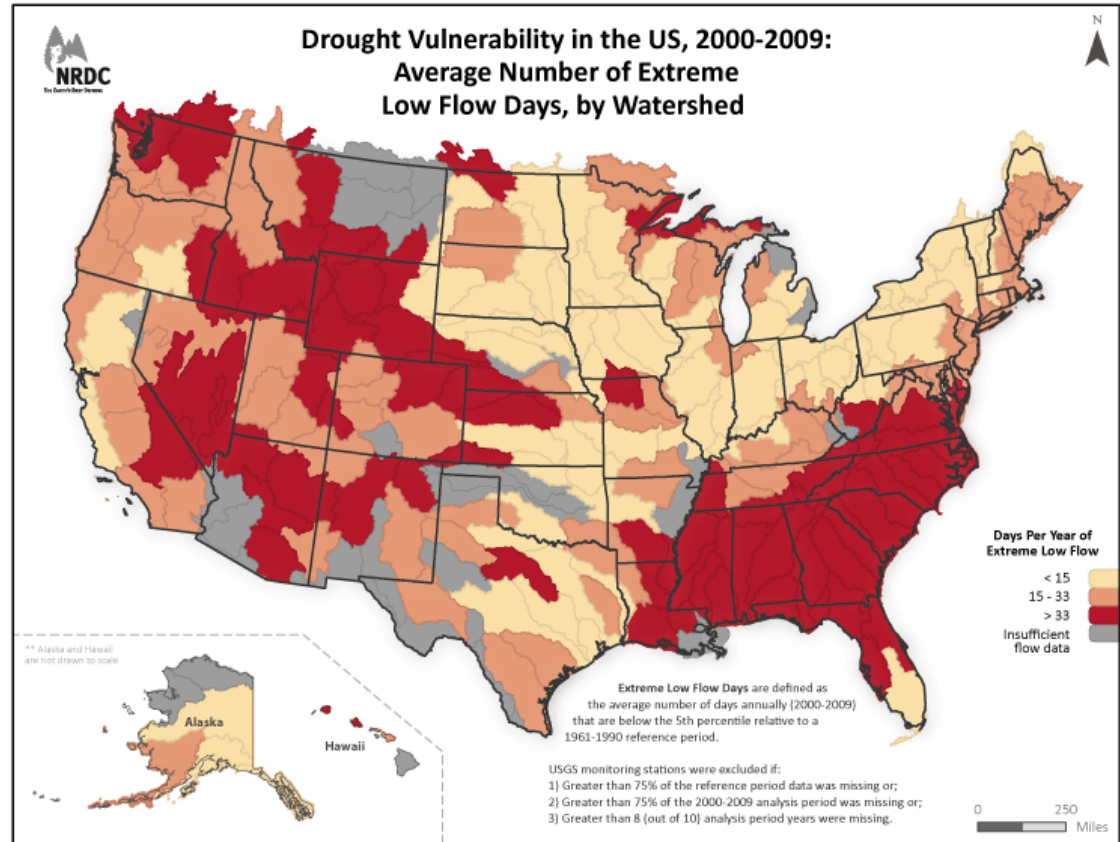 Drought Vulnerability in the US, 2000-2009:
Average Number of Extreme
Low Flow Days, by Watershed
NRDC
THE EARTH'S BEST DEFENSE
N
Days Per Year of
Extreme Low Flow
< 15
15 - 33
> 33
Insufficient
flow data
** Alaska and Hawaii
are not drawn to scale
Alaska
Hawaii
Extreme Low Flow Days are defined as
the average number of days annually (2000-2009)
that are below the 5th percentile relative to a
1961-1990 reference period.
USGS monitoring stations were excluded if:
1) Greater than 75% of the reference period data was missing or;
2) Greater than 75% of the 2000-2009 analysis period was missing or;
3) Greater than 8 (out of 10) analysis period years were missing.
0 250
Miles